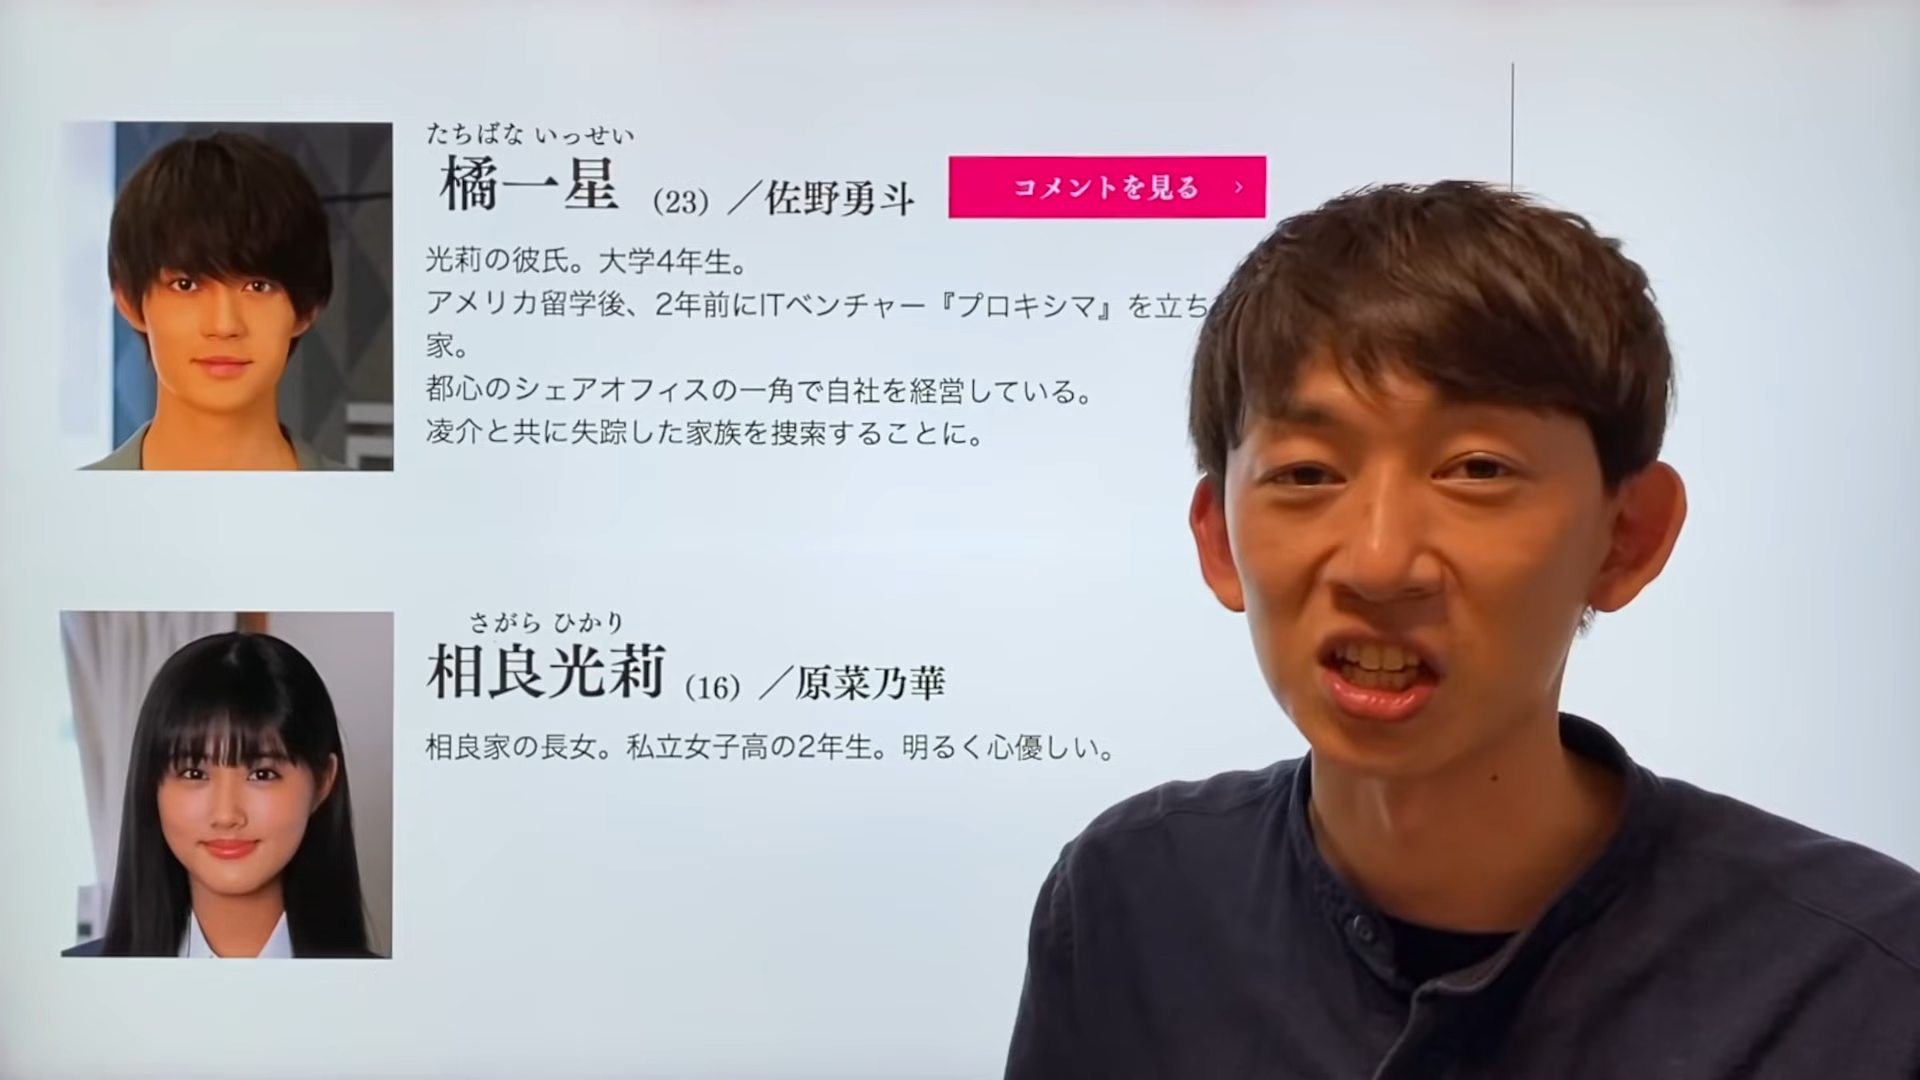 たちばな いっせい
橘一星 (23) ／佐野勇斗
コメントを見る ›
光莉の彼氏。大学4年生。
アメリカ留学後、2年前にITベンチャー『プロキシマ』を立ち
家。
都心のシェアオフィスの一角で自社を経営している。
凌介と共に失踪した家族を捜索することに。
さがら ひかり
相良光莉 (16) ／原菜乃華
相良家の長女。私立女子高の2年生。明るく心優しい。